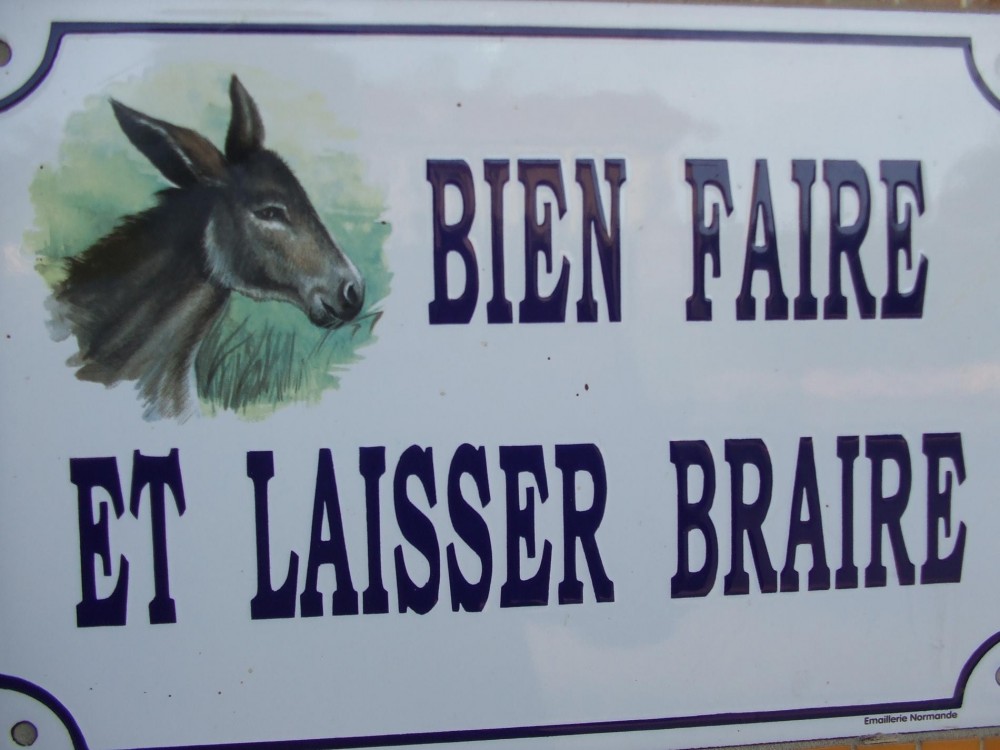 BIEN FAIRE
ET LAISSER BRAIRE
Emaillerie Normande